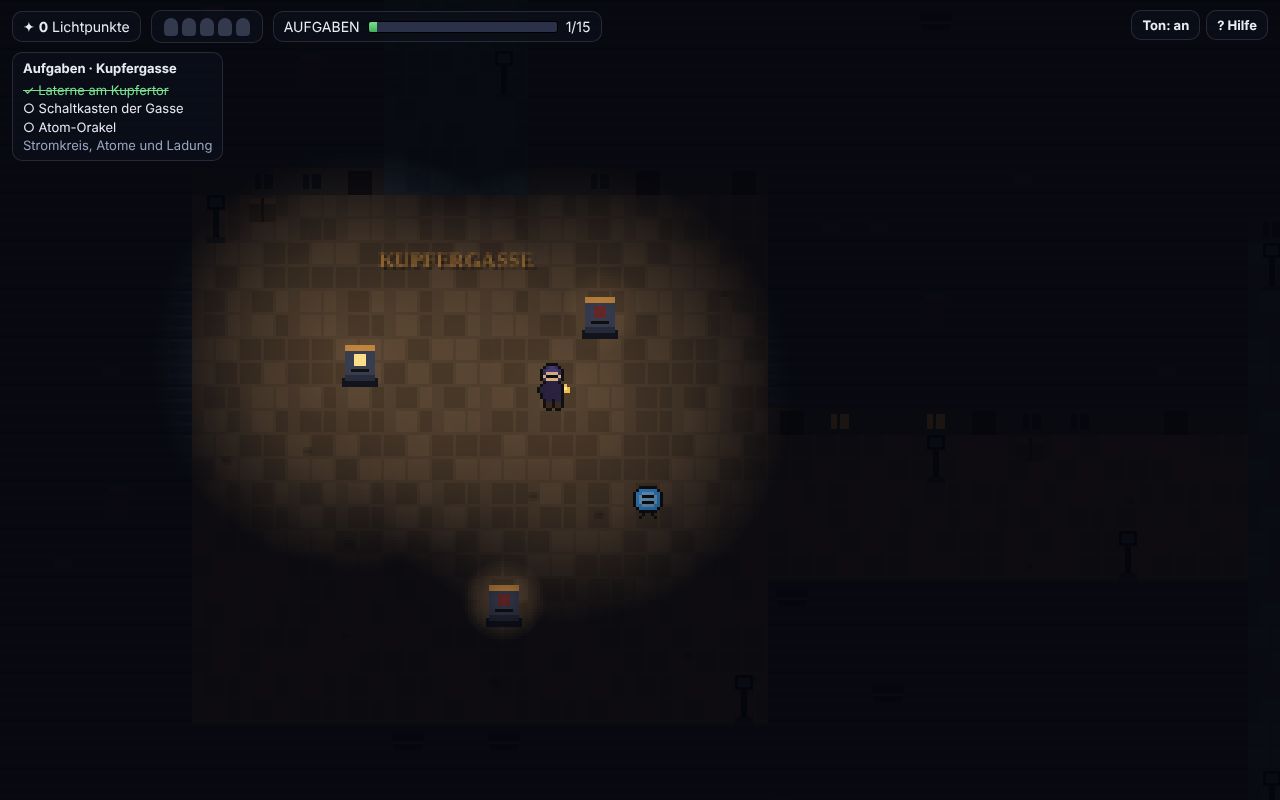 ✦ 0 Lichtpunkte
AUFGABEN 1/15
Ton: an
? Hilfe
Aufgaben · Kupfergasse
✓ Laterne am Kupfertor
○ Schaltkasten der Gasse
○ Atom-Orakel
Stromkreis, Atome und Ladung
KUPFERGASSE